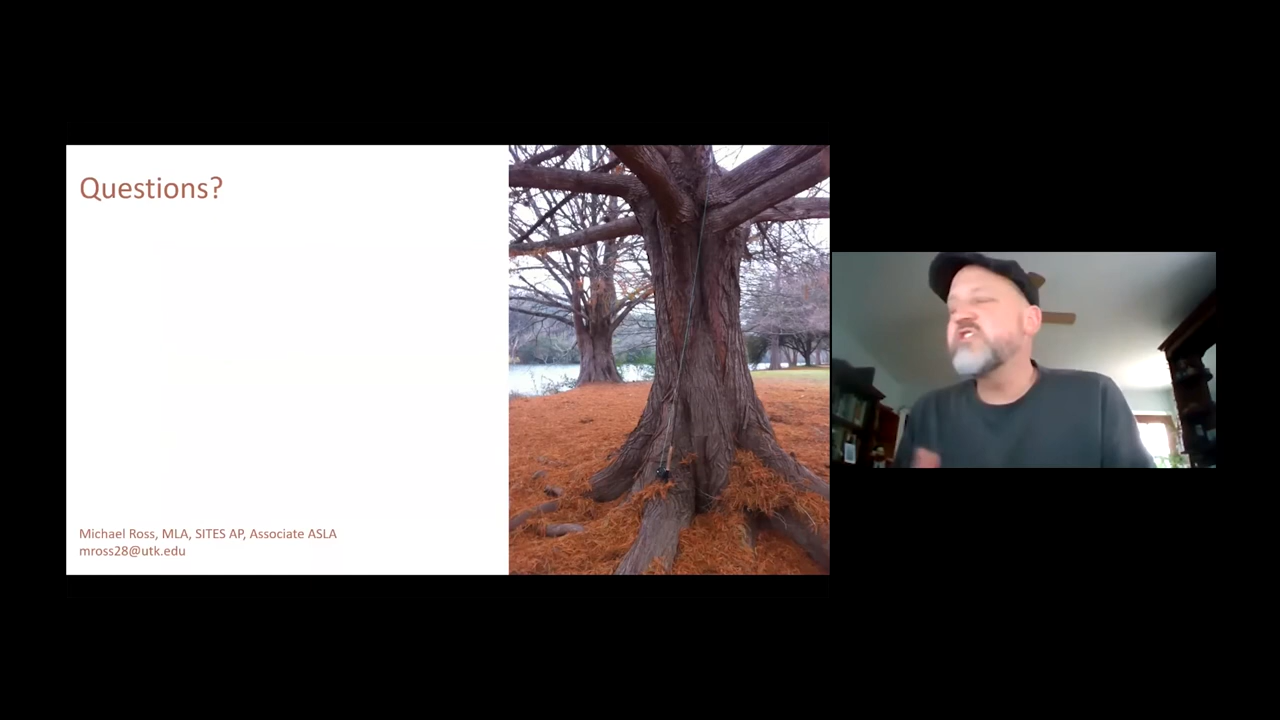 Questions?
Michael Ross, MLA, SITES AP, Associate ASLA
mross28@utk.edu